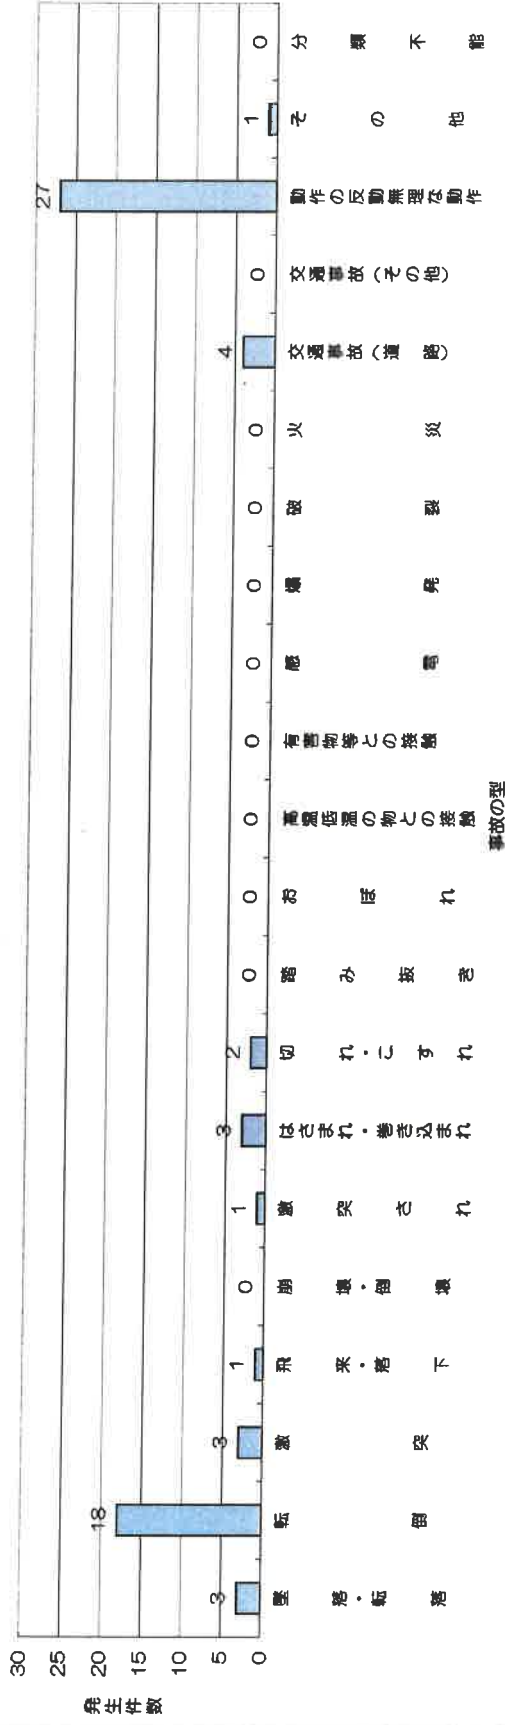 発生件数
30
25
20
15
10
5
0
3
18
3
1
0
1
3
2
0
0
0
0
0
0
0
0
4
0
27
1
0
墜落・転落
転倒
激突
飛来・落下
崩壊・倒壊
激突され
はさまれ・巻き込まれ
切れ・こすれ
踏み抜き
おぼれ
高温低温の物との接触
有害物等との接触
感電
爆発
破裂
火災
交通事故(道路)
交通事故(その他)
動作の反動無理な動作
その他
分類不能
事故の型